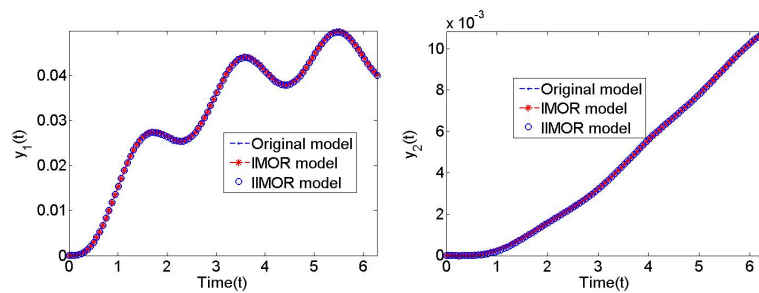 0.04
0.03
0.02
0.01
0
0 1 2 3 4 5 6
y1(t)
Time(t)
Original model
IMOR model
IIMOR model
x 10^-3
10
8
6
4
2
0
0 1 2 3 4 5 6
y2(t)
Time(t)
Original model
IMOR model
IIMOR model